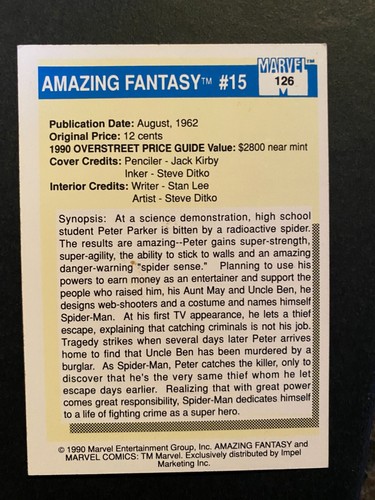 MARVEL™
AMAZING FANTASY™ #15
126
Publication Date: August, 1962
Original Price: 12 cents
1990 OVERSTREET PRICE GUIDE Value: $2800 near mint
Cover Credits: Penciler - Jack Kirby
Inker - Steve Ditko
Interior Credits: Writer - Stan Lee
Artist - Steve Ditko
Synopsis: At a science demonstration, high school
student Peter Parker is bitten by a radioactive spider.
The results are amazing--Peter gains super-strength,
super-agility, the ability to stick to walls and an amazing
danger-warning "spider sense." Planning to use his
powers to earn money as an entertainer and support the
people who raised him, his Aunt May and Uncle Ben, he
designs web-shooters and a costume and names himself
Spider-Man. At his first TV appearance, he lets a thief
escape, explaining that catching criminals is not his job.
Tragedy strikes when several days later Peter arrives
home to find that Uncle Ben has been murdered by a
burglar. As Spider-Man, Peter catches the killer, only to
discover that he's the very same thief whom he let
escape days earlier. Realizing that with great power
comes great responsibility, Spider-Man dedicates himself
to a life of fighting crime as a super hero.
© 1990 Marvel Entertainment Group, Inc. AMAZING FANTASY and
MARVEL COMICS: TM Marvel. Exclusively distributed by Impel
Marketing Inc.